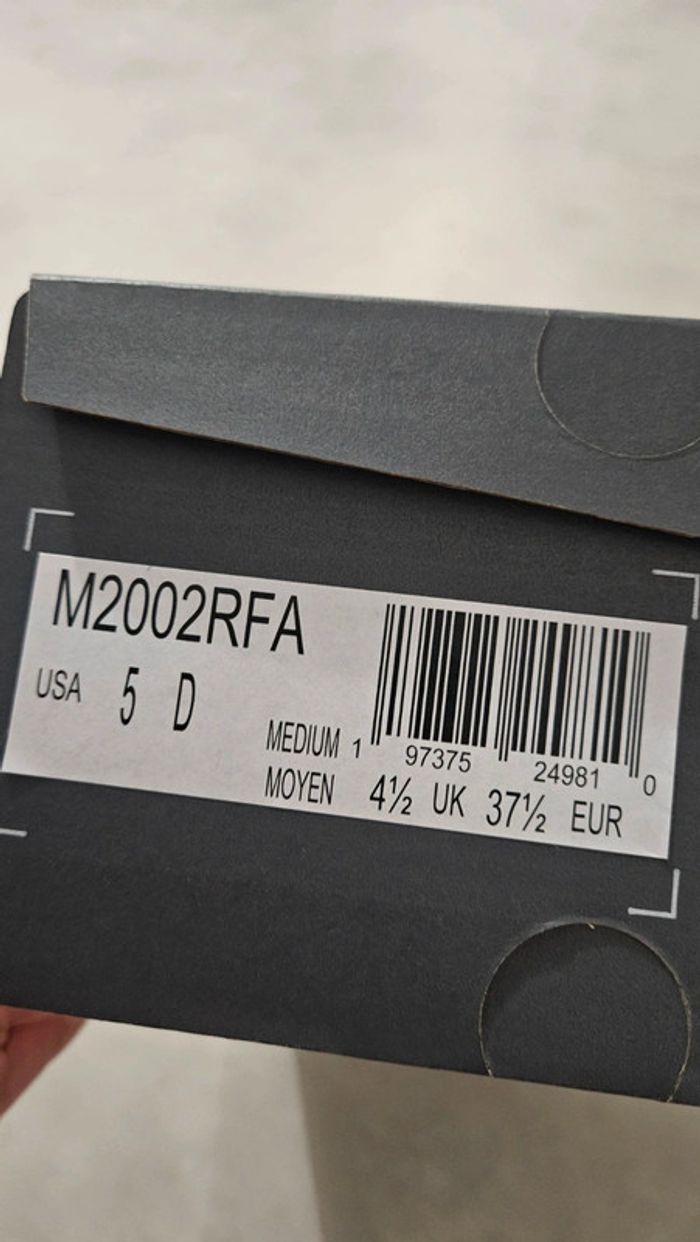 M2002RFA
USA 5 D
MEDIUM 1 97375 24981 0
MOYEN 4½ UK 37½ EUR